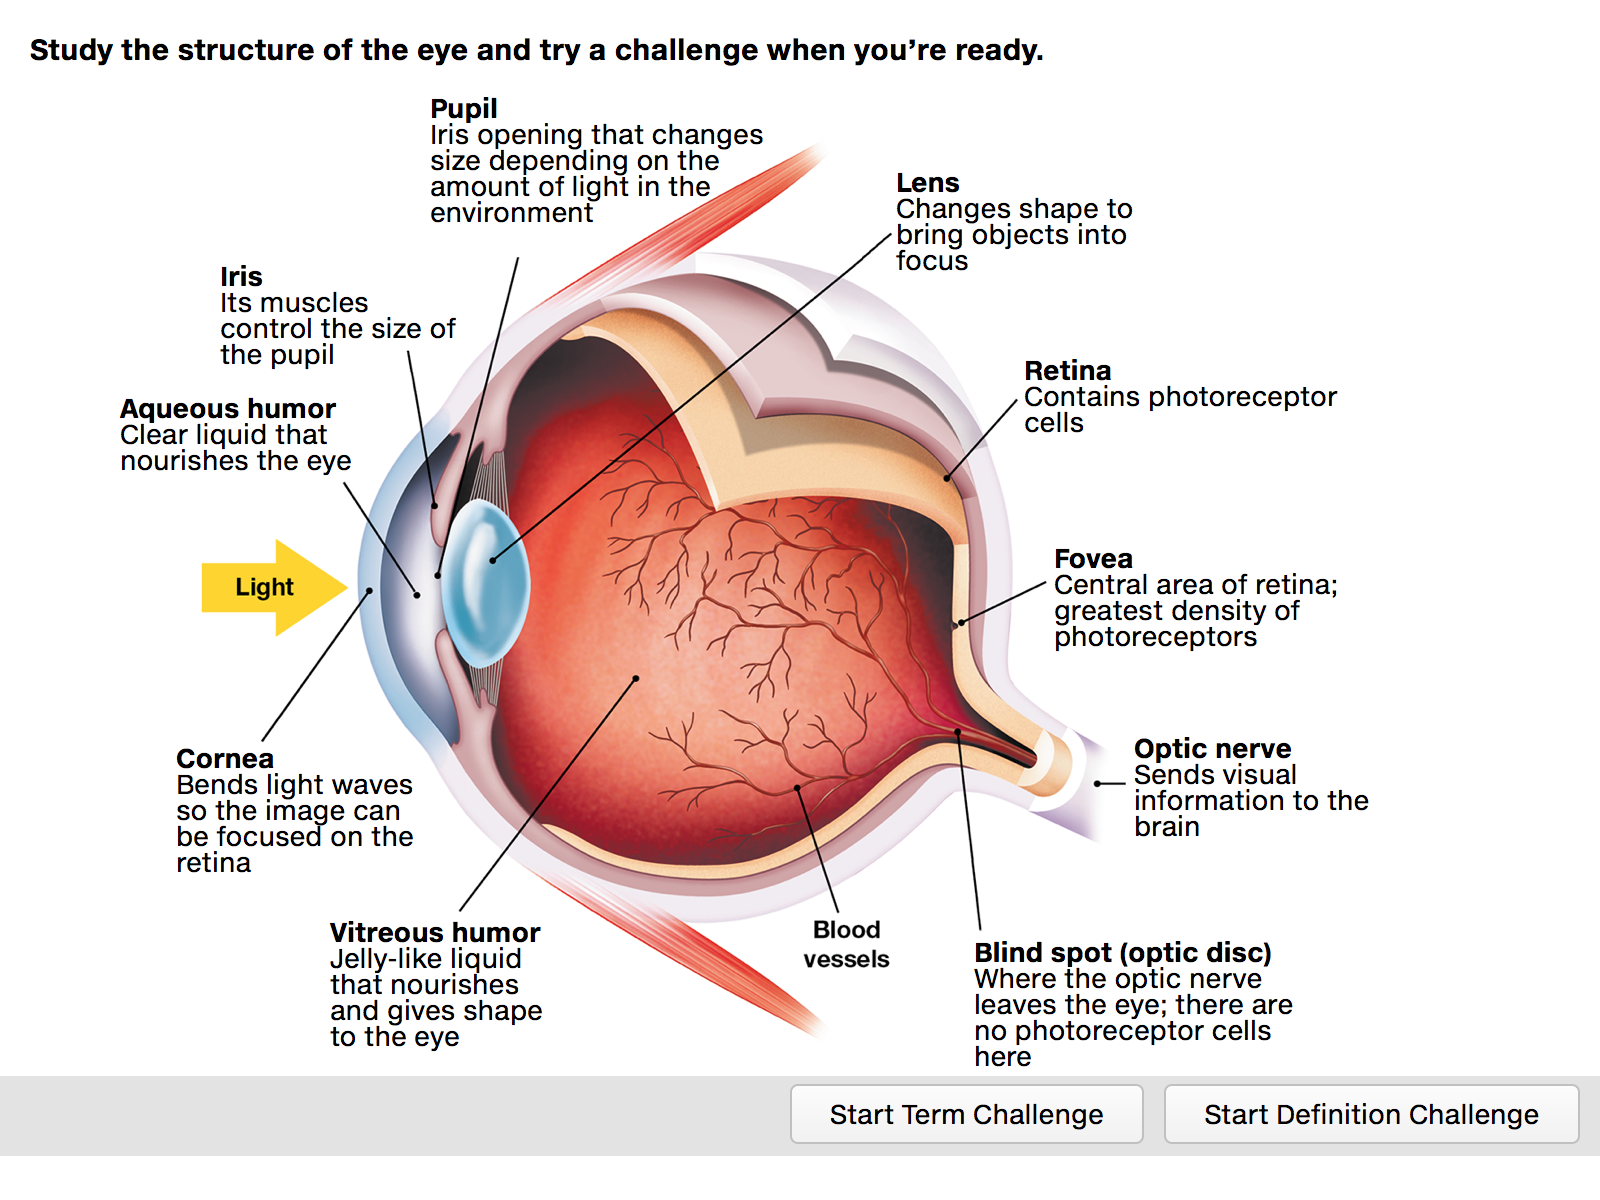 Study the structure of the eye and try a challenge when you’re ready.
Pupil
Iris opening that changes
size depending on the
amount of light in the
environment
Lens
Changes shape to
bring objects into
focus
Iris
Its muscles
control the size of
the pupil
Retina
Contains photoreceptor
cells
Aqueous humor
Clear liquid that
nourishes the eye
Light
Fovea
Central area of retina;
greatest density of
photoreceptors
Cornea
Bends light waves
so the image can
be focused on the
retina
Optic nerve
Sends visual
information to the
brain
Vitreous humor
Jelly-like liquid
that nourishes
and gives shape
to the eye
Blood
vessels
Blind spot (optic disc)
Where the optic nerve
leaves the eye; there are
no photoreceptor cells
here
Start Term Challenge
Start Definition Challenge